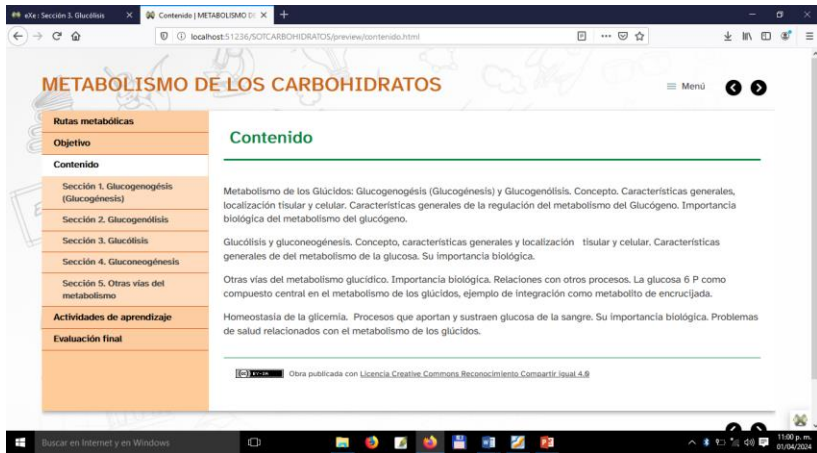 eXe : Sección 3. Glucólisis
Contenido | METABOLISMO DE
localhost:51236/SOTCARBOHIDRATOS/preview/contenido.html
METABOLISMO DE LOS CARBOHIDRATOS
Menú
Rutas metabólicas
Objetivo
Contenido
Sección 1. Glucogenogésis
(Glucogénesis)
Sección 2. Glucogenólisis
Sección 3. Glucólisis
Sección 4. Gluconeogénesis
Sección 5. Otras vías del
metabolismo
Actividades de aprendizaje
Evaluación final
Contenido
Metabolismo de los Glúcidos: Glucogenogésis (Glucogénesis) y Glucogenólisis. Concepto. Características generales,
localización tisular y celular. Características generales de la regulación del metabolismo del Glucógeno. Importancia
biológica del metabolismo del glucógeno.
Glucólisis y gluconeogénesis. Concepto, características generales y localización tisular y celular. Características
generales de del metabolismo de la glucosa. Su importancia biológica.
Otras vías del metabolismo glucídico. Importancia biológica. Relaciones con otros procesos. La glucosa 6 P como
compuesto central en el metabolismo de los glúcidos, ejemplo de integración como metabolito de encrucijada.
Homeostasia de la glicemia. Procesos que aportan y sustraen glucosa de la sangre. Su importancia biológica. Problemas
de salud relacionados con el metabolismo de los glúcidos.
BY-SA Obra publicada con Licencia Creative Commons Reconocimiento Compartir igual 4.0
Buscar en Internet y en Windows
11:00 p. m.
01/04/2024